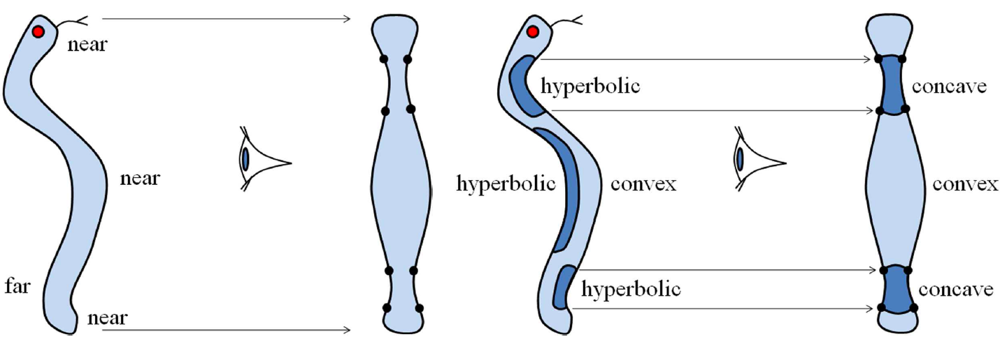 near
near
far
near
hyperbolic
concave
hyperbolic
convex
convex
hyperbolic
concave